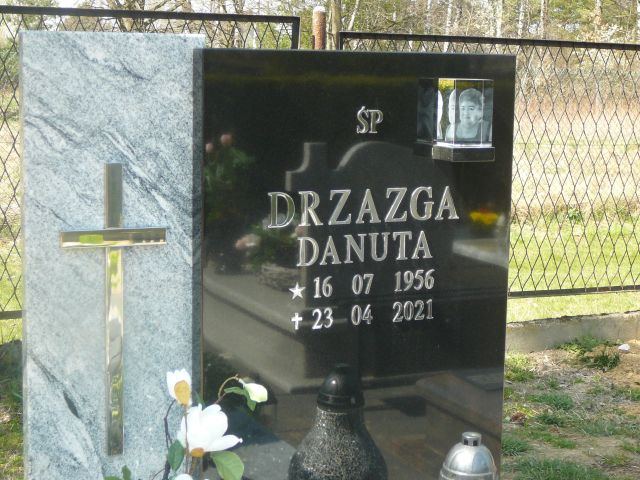 ŚP
DRZAZGA
DANUTA
16 07 1956
23 04 2021